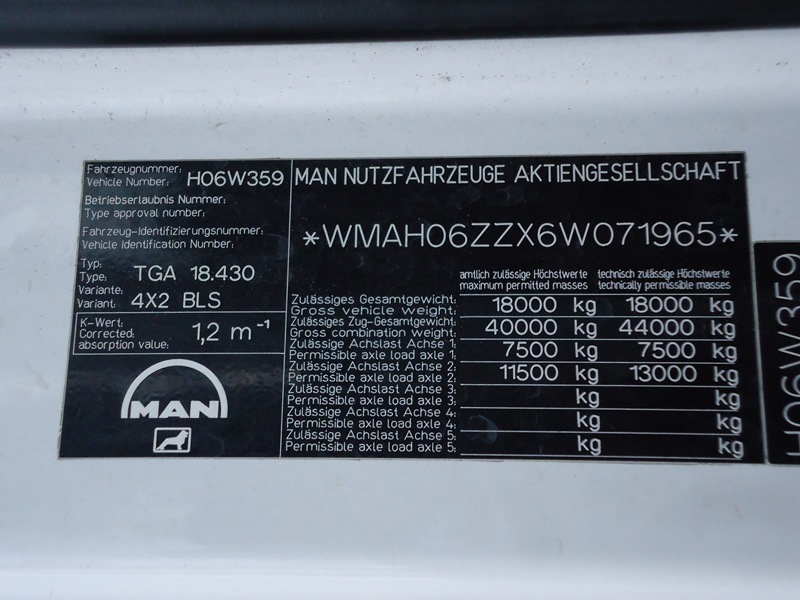 Fahrzeugnummer:
Vehicle Number: H06W359
Betriebserlaubnis Nummer:
Type approval number:
Fahrzeug-Identifizierungsnummer:
Vehicle Identification Number:
Typ:
Type: TGA 18.430
Variante:
Variant: 4X2 BLS
K-Wert:
Corrected
absorption value: 1,2 m⁻¹
MAN
MAN NUTZFAHRZEUGE AKTIENGESELLSCHAFT
*WMAH06ZZX6W071965*
amtlich zulässige Höchstwerte technisch zulässige Höchstwerte
maximum permitted masses technically permissible masses
Zulässiges Gesamtgewicht:
Gross vehicle weight: 18000 kg 18000 kg
Zulässiges Zug-Gesamtgewicht:
Gross combination weight: 40000 kg 44000 kg
Zulässige Achslast Achse 1:
Permissible axle load axle 1: 7500 kg 7500 kg
Zulässige Achslast Achse 2:
Permissible axle load axle 2: 11500 kg 13000 kg
Zulässige Achslast Achse 3:
Permissible axle load axle 3: kg kg
Zulässige Achslast Achse 4:
Permissible axle load axle 4: kg kg
Zulässige Achslast Achse 5:
Permissible axle load axle 5: kg kg
H06W359